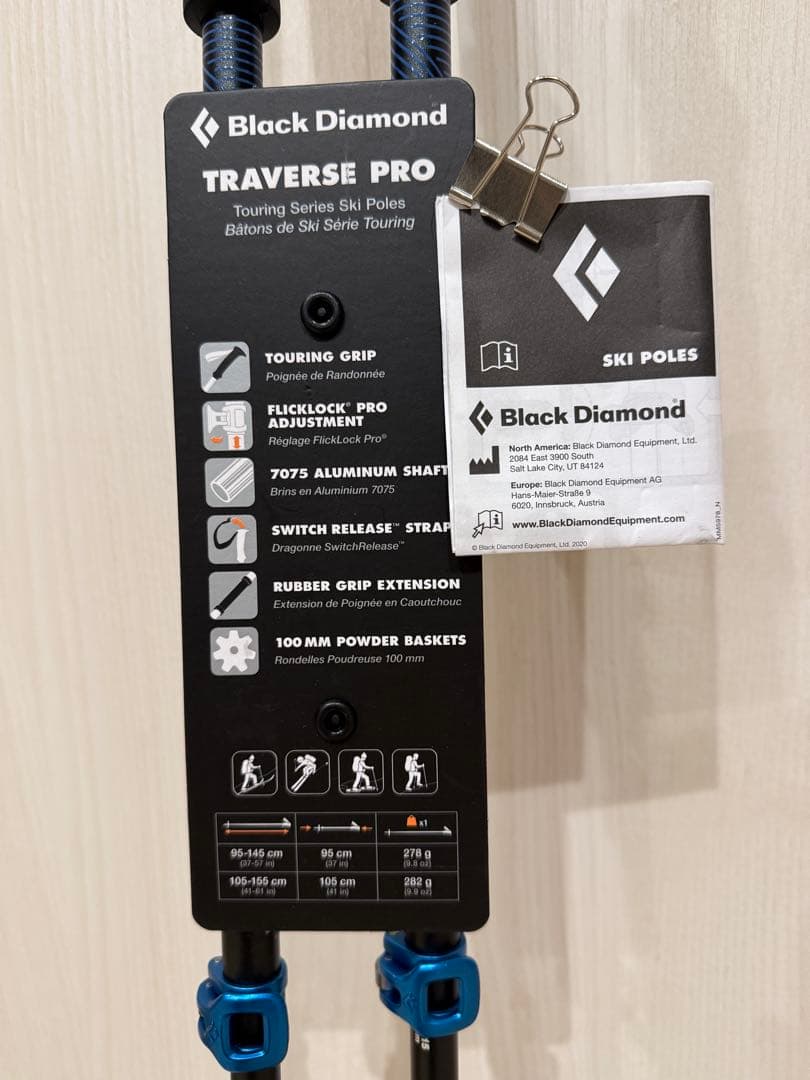 Black Diamond
TRAVERSE PRO
Touring Series Ski Poles
Bâtons de Ski Série Touring
TOURING GRIP
Poignée de Randonnée
FLICKLOCK® PRO
ADJUSTMENT
Réglage FlickLock Pro®
7075 ALUMINUM SHAFT
Brins en Aluminium 7075
SWITCH RELEASE™ STRAP
Dragonne SwitchRelease™
RUBBER GRIP EXTENSION
Extension de Poignée en Caoutchouc
100 MM POWDER BASKETS
Rondelles Poudreuse 100 mm
x1
95-145 cm 95 cm 278 g
(37-57 in) (37 in) (9.8 oz)
105-155 cm 105 cm 282 g
(41-61 in) (41 in) (9.9 oz)
SKI POLES
Black Diamond
North America: Black Diamond Equipment, Ltd.
2084 East 3900 South
Salt Lake City, UT 84124
Europe: Black Diamond Equipment AG
Hans-Maier-Straße 9
6020, Innsbruck, Austria
www.BlackDiamondEquipment.com
© Black Diamond Equipment, Ltd. 2020
MM5978_N